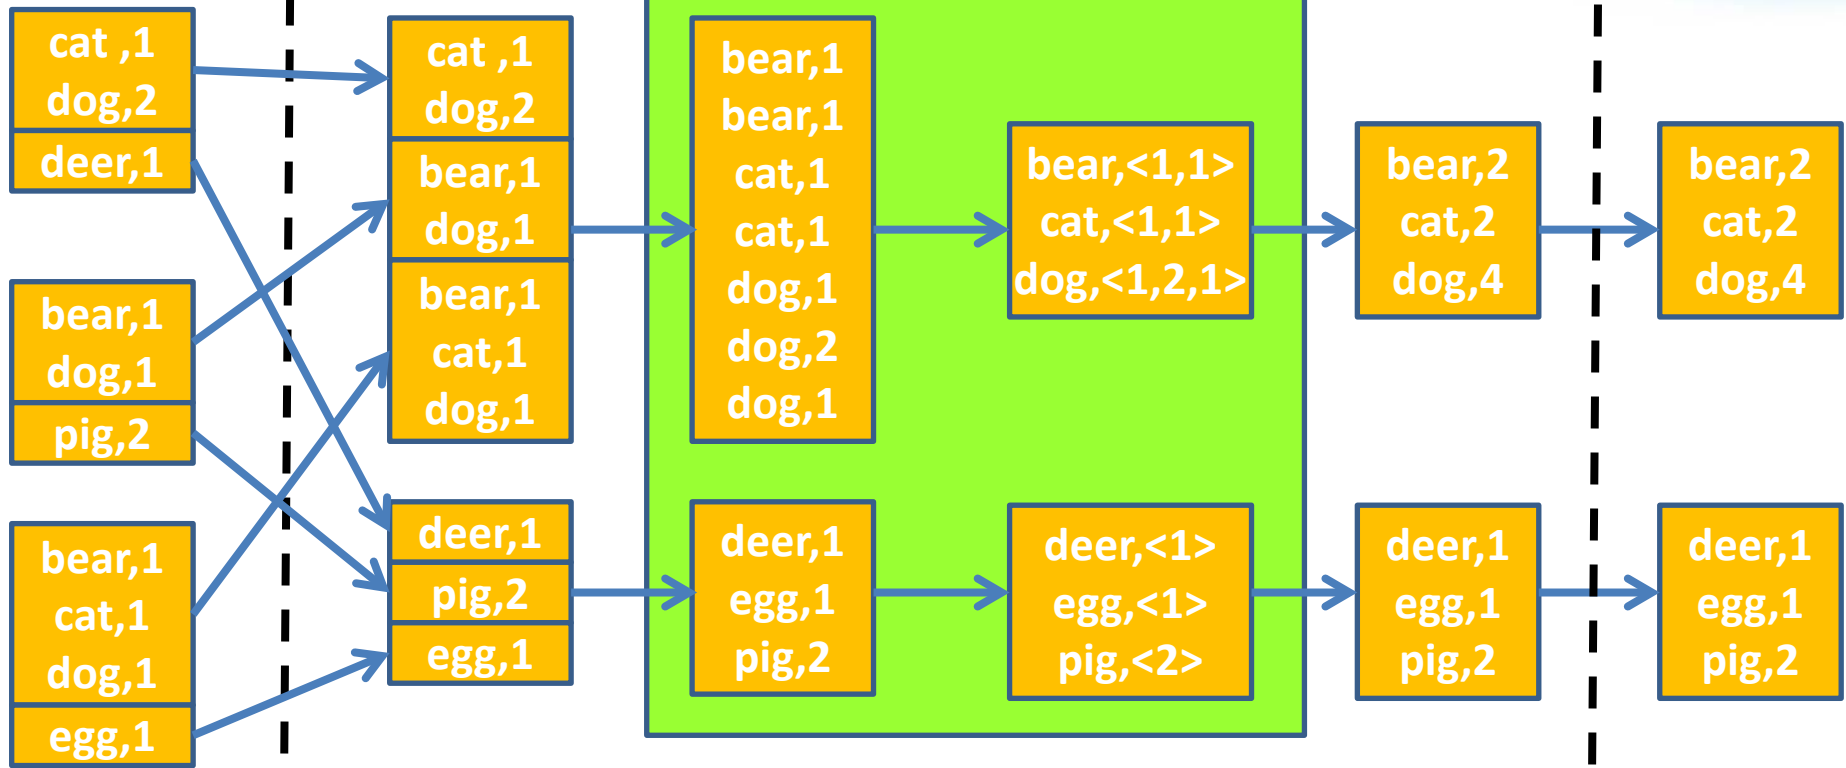 cat ,1
dog,2
deer,1
bear,1
dog,1
pig,2
bear,1
cat,1
dog,1
egg,1
cat ,1
dog,2
bear,1
dog,1
bear,1
cat,1
dog,1
deer,1
pig,2
egg,1
bear,1
bear,1
cat,1
cat,1
dog,1
dog,2
dog,1
deer,1
egg,1
pig,2
bear,<1,1>
cat,<1,1>
dog,<1,2,1>
deer,<1>
egg,<1>
pig,<2>
bear,2
cat,2
dog,4
deer,1
egg,1
pig,2
bear,2
cat,2
dog,4
deer,1
egg,1
pig,2